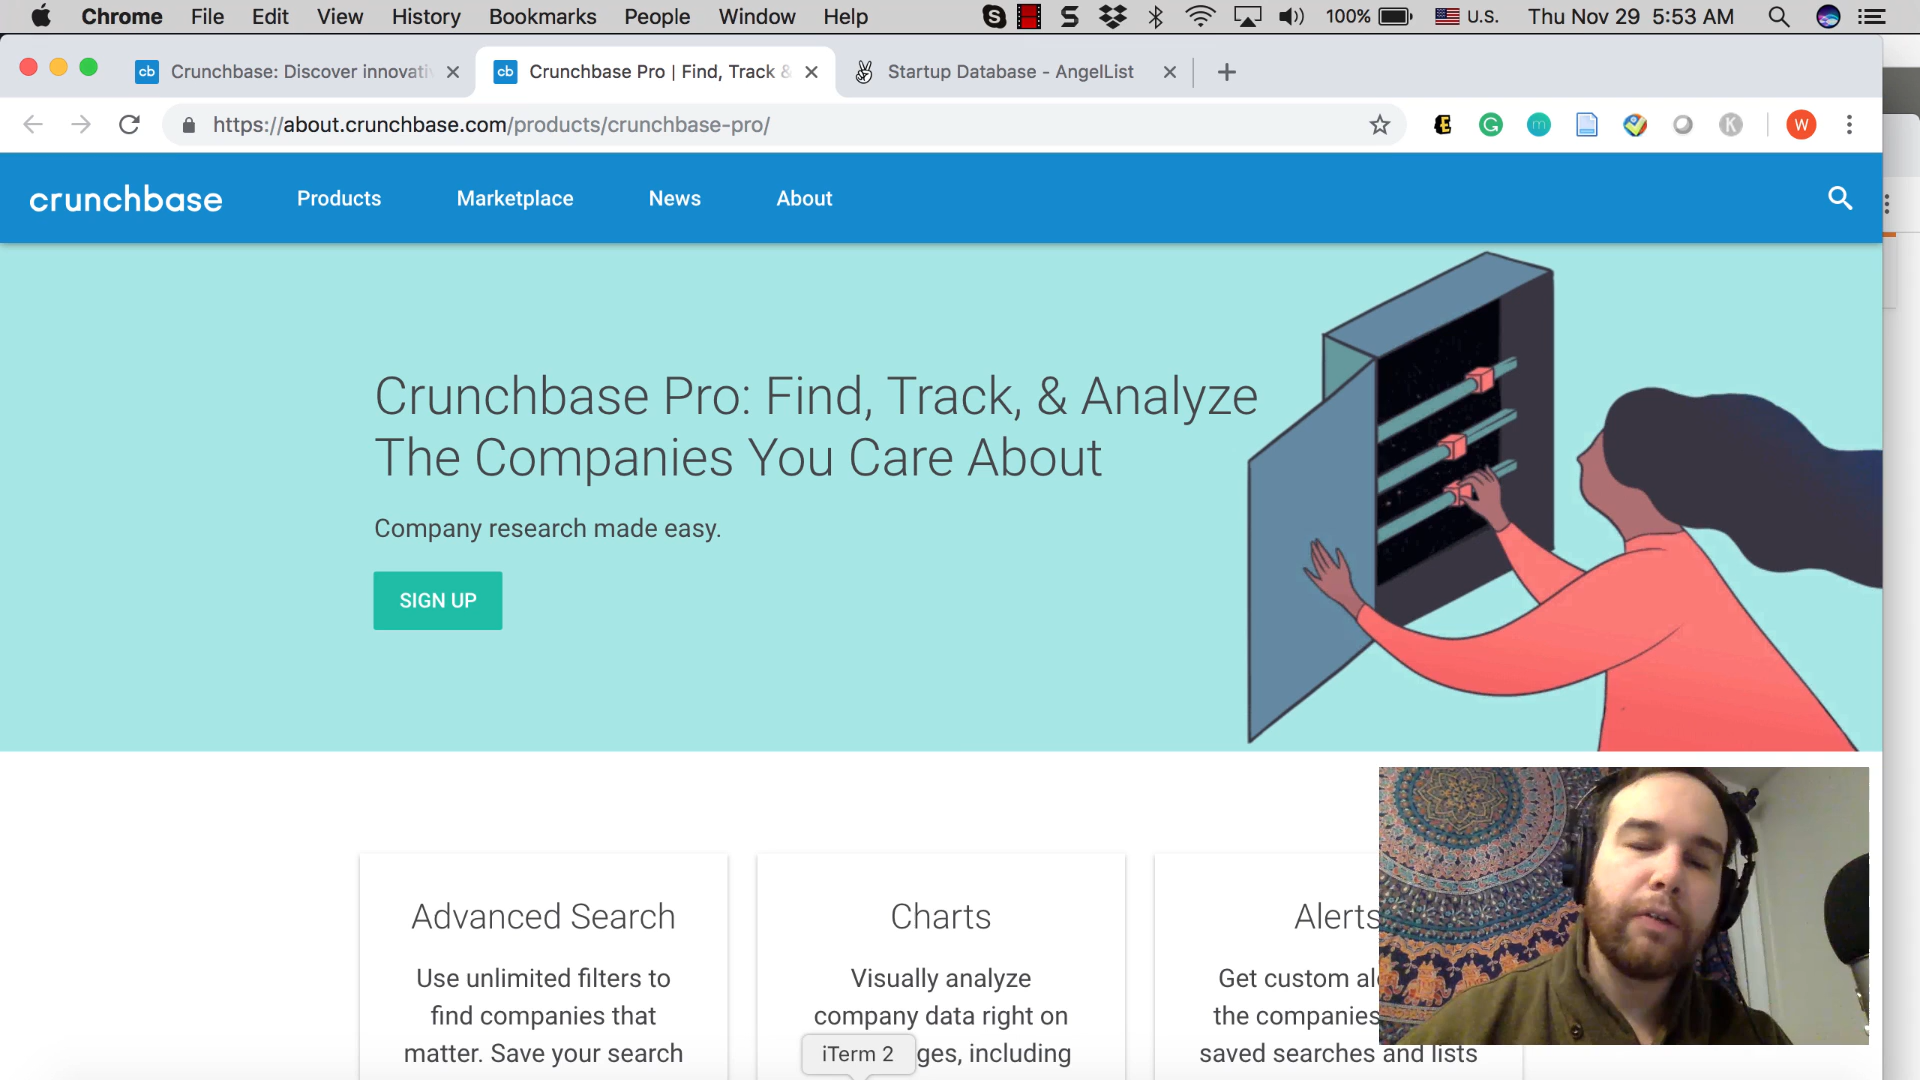 Chrome File Edit View History Bookmarks People Window Help 100% U.S. Thu Nov 29 5:53 AM
cb Crunchbase: Discover innovati cb Crunchbase Pro | Find, Track & Startup Database - AngelList
https://about.crunchbase.com/products/crunchbase-pro/ W
crunchbase Products Marketplace News About
Crunchbase Pro: Find, Track, & Analyze
The Companies You Care About
Company research made easy.
SIGN UP
Advanced Search
Use unlimited filters to
find companies that
matter. Save your search
Charts
Visually analyze
company data right on
ges, including
iTerm 2
Alerts
Get custom al
the companies
saved searches and lists